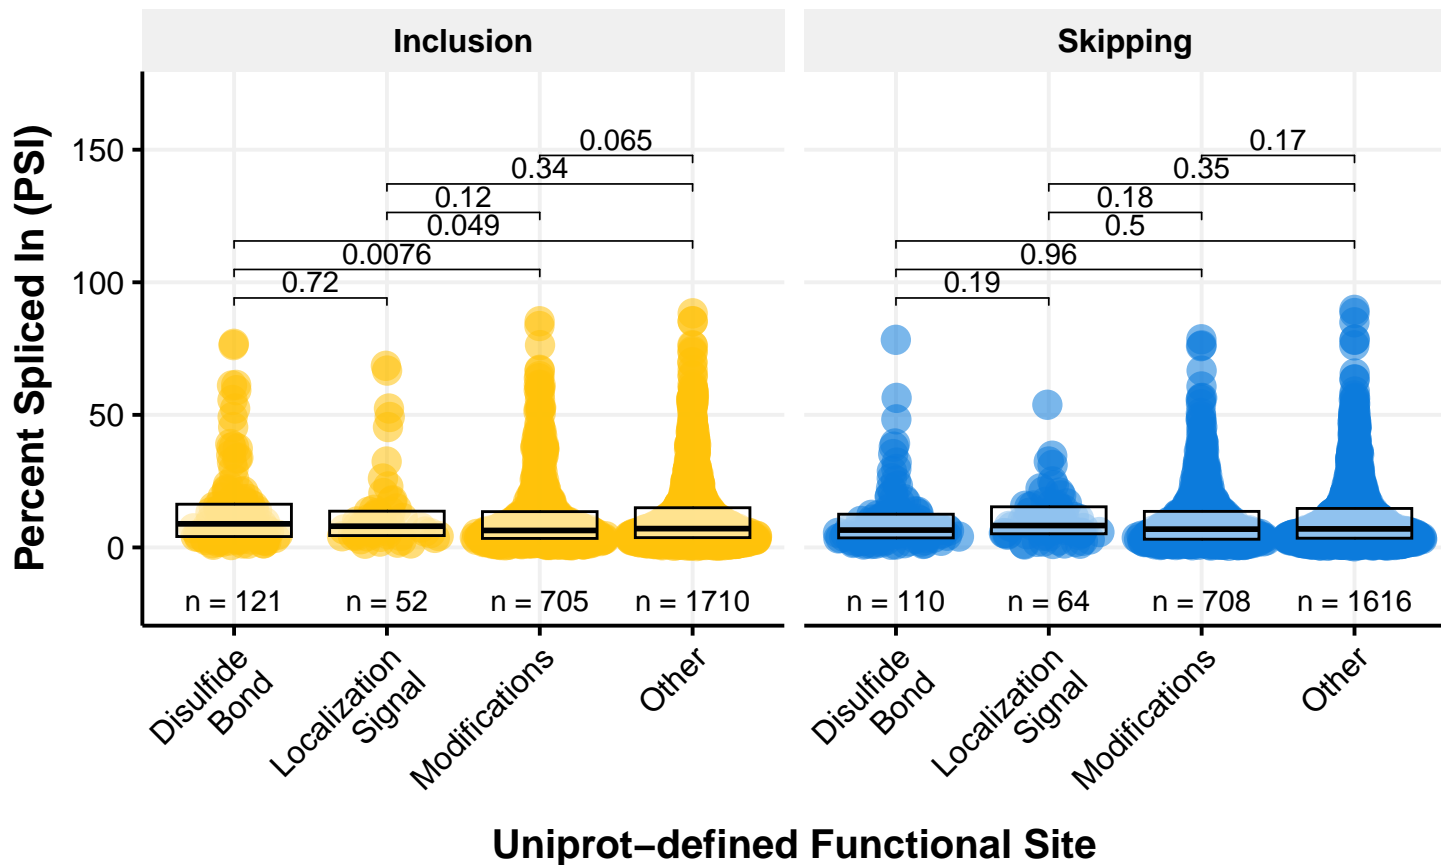 Inclusion
Skipping
Percent Spliced In (PSI)
150
100
50
0
0.065
0.34
0.12
0.049
0.0076
0.72
0.17
0.35
0.18
0.5
0.96
0.19
n = 121
n = 52
n = 705
n = 1710
n = 110
n = 64
n = 708
n = 1616
Disulfide
Bond
Localization
Signal
Modifications
Other
Disulfide
Bond
Localization
Signal
Modifications
Other
Uniprot−defined Functional Site